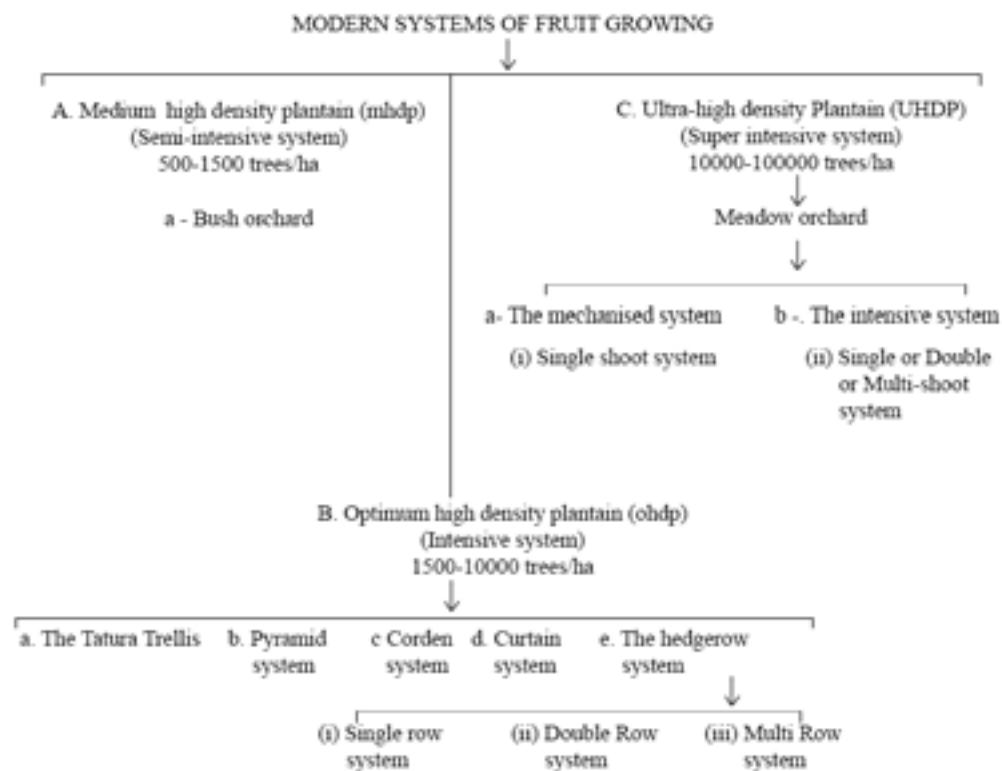 MODERN SYSTEMS OF FRUIT GROWING
A. Medium high density plantain (mhdp)
(Semi-intensive system)
500-1500 trees/ha
a - Bush orchard
C. Ultra-high density Plantain (UHDP)
(Super intensive system)
10000-100000 trees/ha
Meadow orchard
a- The mechanised system
(i) Single shoot system
b -. The intensive system
(ii) Single or Double
or Multi-shoot
system
B. Optimum high density plantain (ohdp)
(Intensive system)
1500-10000 trees/ha
a. The Tatura Trellis
b. Pyramid
system
c Corden
system
d. Curtain
system
e. The hedgerow
system
(i) Single row
system
(ii) Double Row
system
(iii) Multi Row
system